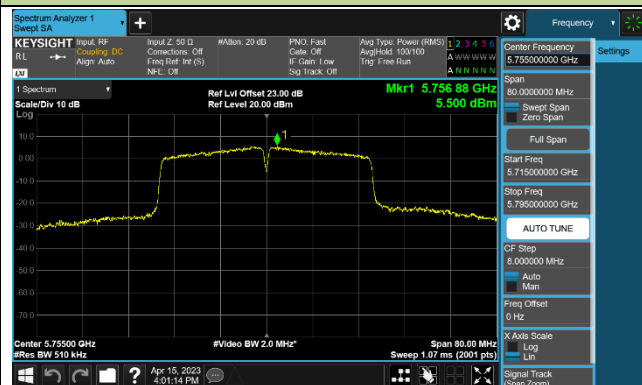 Spectrum Analyzer 1
Swept SA
Frequency
KEYSIGHT
RL
LXI
Input: RF
Coupling: DC
Align: Auto
Input Z: 50 Ω
Corrections: Off
Freq Ref: Int (S)
NFE: Off
#Atten: 20 dB
PNO: Fast
Gate: Off
IF Gain: Low
Sig Track: Off
Avg Type: Power (RMS)
Avg|Hold: 100/100
Trig: Free Run
1 2 3 4 5 6
A W W W W W
A N N N N N
1 Spectrum
Scale/Div 10 dB
Log
Ref Lvl Offset 23.00 dB
Ref Level 20.00 dBm
Mkr1 5.756 88 GHz
5.500 dBm
1
10.0
0.00
-10.0
-20.0
-30.0
-40.0
-50.0
-60.0
-70.0
Center 5.75500 GHz
#Res BW 510 kHz
#Video BW 2.0 MHz*
Span 80.00 MHz
Sweep 1.07 ms (2001 pts)
Apr 15, 2023
4:01:14 PM
Center Frequency
5.755000000 GHz
Settings
Span
80.0000000 MHz
Swept Span
Zero Span
Full Span
Start Freq
5.715000000 GHz
Stop Freq
5.795000000 GHz
AUTO TUNE
CF Step
8.000000 MHz
Auto
Man
Freq Offset
0 Hz
X Axis Scale
Log
Lin
Signal Track
(Span Zoom)